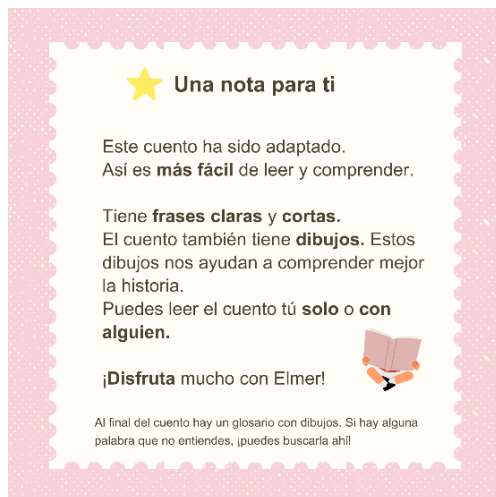 Una nota para ti
Este cuento ha sido adaptado.
Así es más fácil de leer y comprender.
Tiene frases claras y cortas.
El cuento también tiene dibujos. Estos
dibujos nos ayudan a comprender mejor
la historia.
Puedes leer el cuento tú solo o con
alguien.
¡Disfruta mucho con Elmer!
Al final del cuento hay un glosario con dibujos. Si hay alguna
palabra que no entiendes, ¡puedes buscarla ahí!